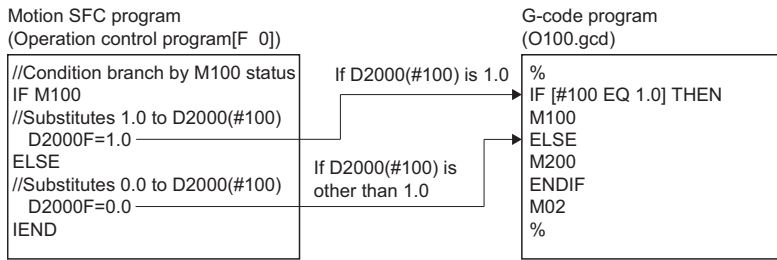 Motion SFC program
(Operation control program[F  0])
//Condition branch by M100 status
IF M100
//Substitutes 1.0 to D2000(#100)
D2000F=1.0
ELSE
//Substitutes 0.0 to D2000(#100)
D2000F=0.0
IEND
If D2000(#100) is 1.0
If D2000(#100) is
other than 1.0
G-code program
(O100.gcd)
%
IF [#100 EQ 1.0] THEN
M100
ELSE
M200
ENDIF
M02
%